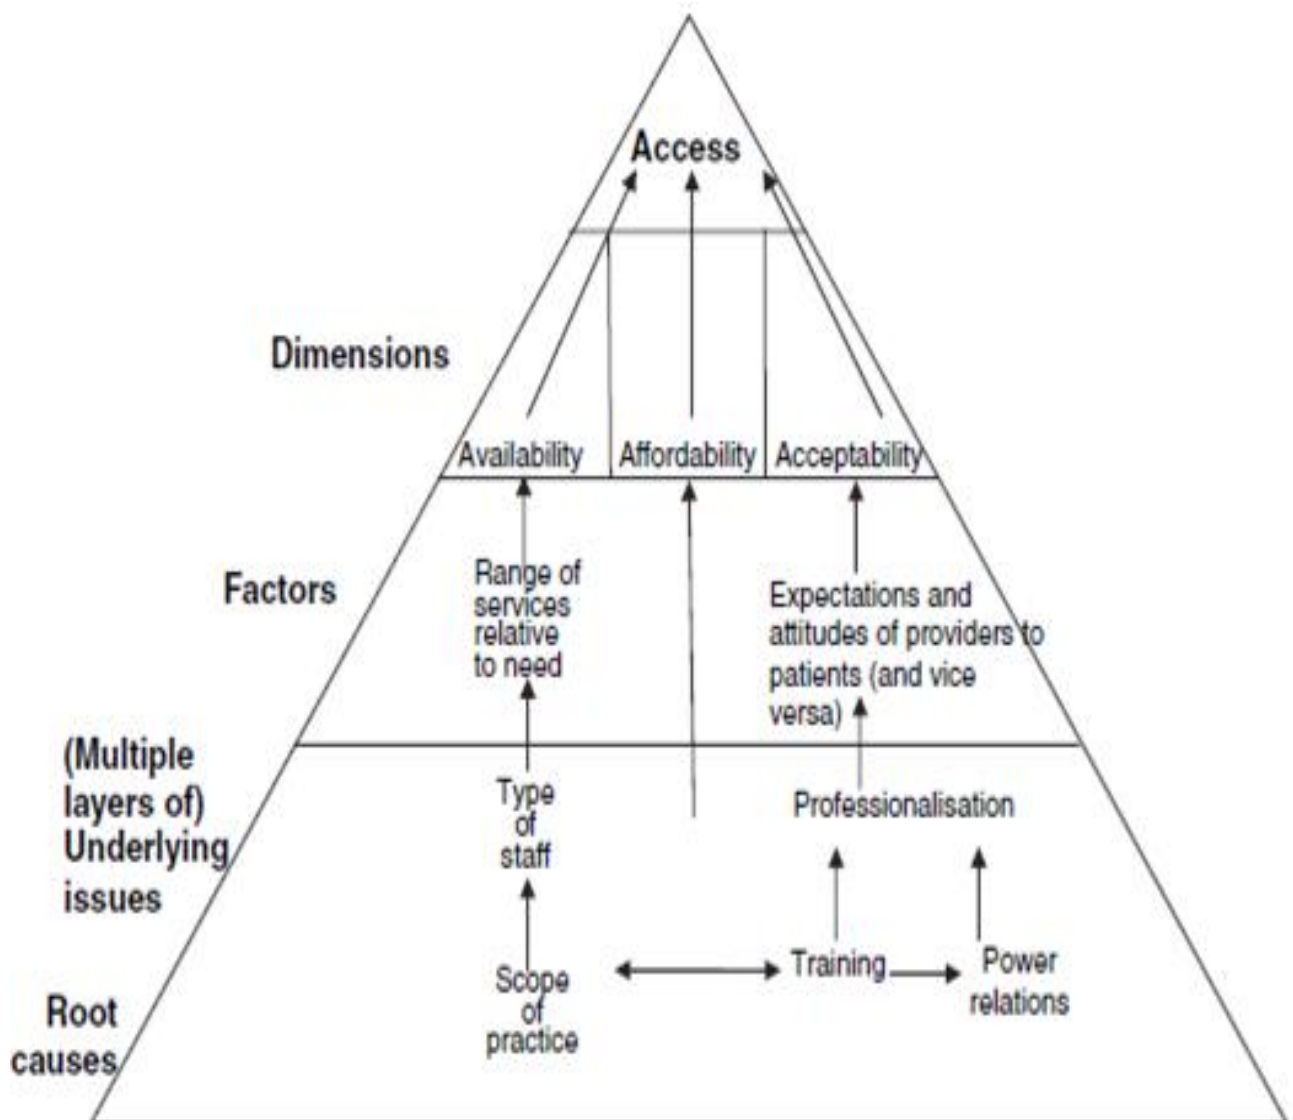 Access
Dimensions
Availability
Affordability
Acceptability
Factors
Range of
services
relative
to need
Expectations and
attitudes of providers to
patients (and vice
versa)
(Multiple
layers of)
Underlying
issues
Type
of
staff
Professionalisation
Root
causes
Scope
of
practice
Training
Power
relations